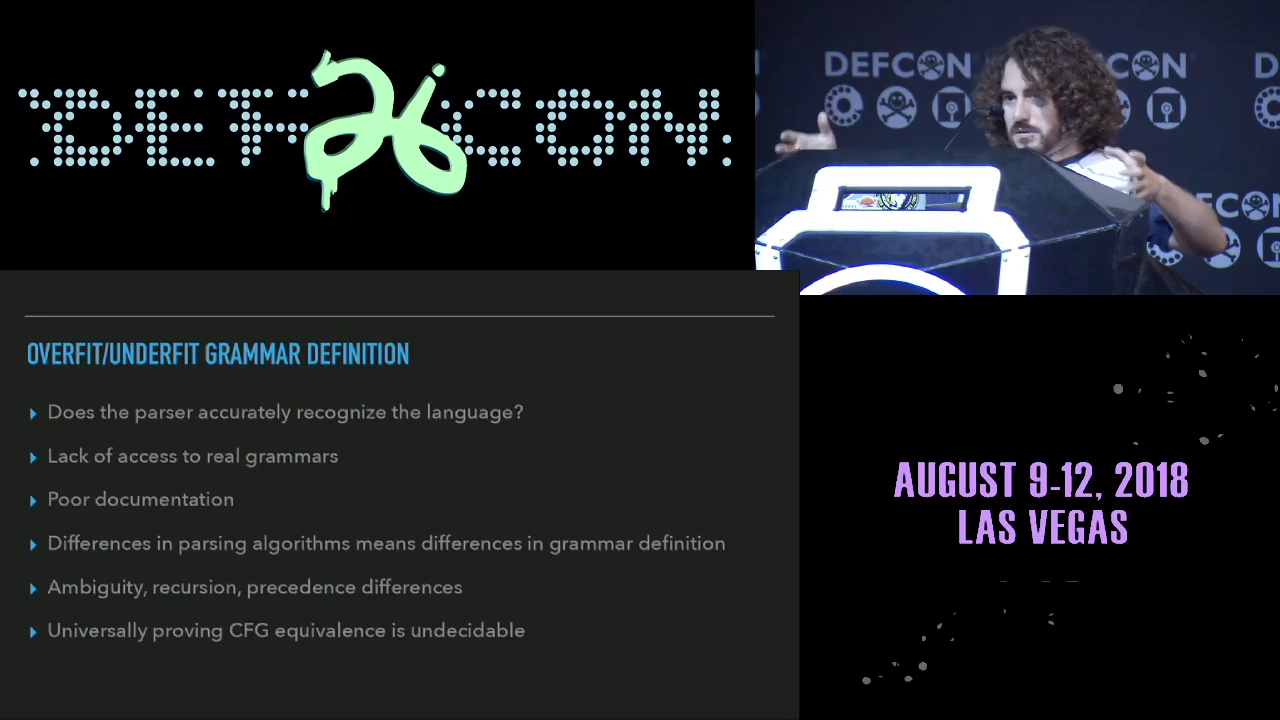 DEF CON 26
DEFCON
CON
D
OVERFIT/UNDERFIT GRAMMAR DEFINITION
Does the parser accurately recognize the language?
Lack of access to real grammars
Poor documentation
Differences in parsing algorithms means differences in grammar definition
Ambiguity, recursion, precedence differences
Universally proving CFG equivalence is undecidable
AUGUST 9-12, 2018
LAS VEGAS